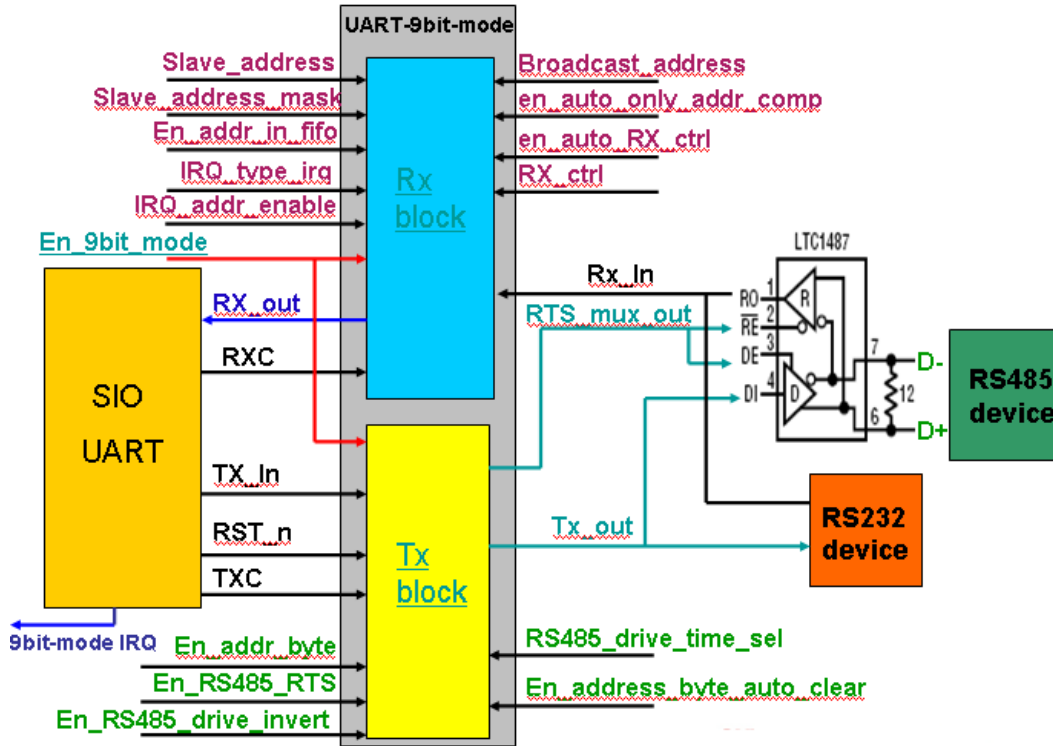 UART-9bit-mode
Slave_address
Slave_address_mask
En_addr_in_fifo
IRQ_type_irq
IRQ_addr_enable
En_9bit_mode
Broadcast_address
en_auto_only_addr_comp
en_auto_RX_ctrl
RX_ctrl
Rx
block
SIO
UART
RX_out
RXC
TX_In
RST_n
TXC
9bit-mode IRQ
Rx_In
RTS_mux_out
Tx_out
LTC1487
RO
1
R
RE
2
DE
3
DI
4
D
7
6
12
D-
D+
RS485
device
RS232
device
Tx
block
En_addr_byte
En_RS485_RTS
En_RS485_drive_invert
RS485_drive_time_sel
En_address_byte_auto_clear